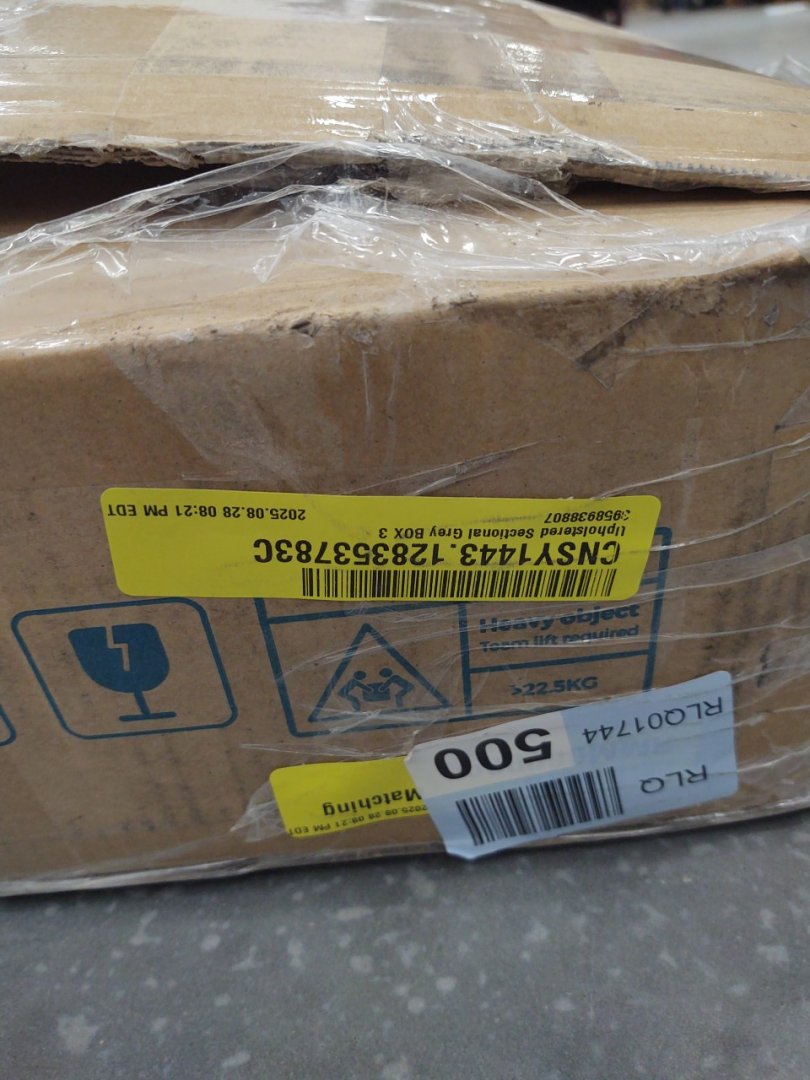 CNSY1443.128353783C
Upholstered Sectional Grey BOX 3
3958938807 2025.08.28 08:21 PM EDT
Heavy object
Team lift required
>22.5KG
RLQ
RLQ01744
500
2025.08.28 08:21 PM EDT
Matching